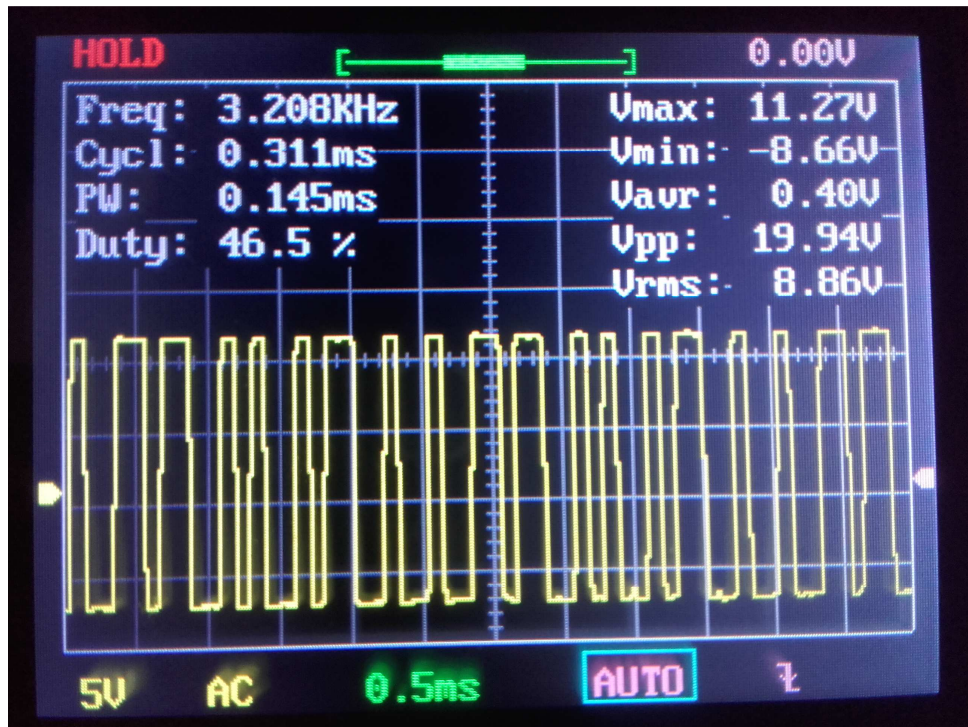 HOLD 0.00V
Freq: 3.208KHz Vmax: 11.27V
Cycl: 0.311ms Vmin: -8.66V
PW: 0.145ms Vavr: 0.40V
Duty: 46.5 % Vpp: 19.94V
Vrms: 8.86V
5V AC 0.5ms AUTO